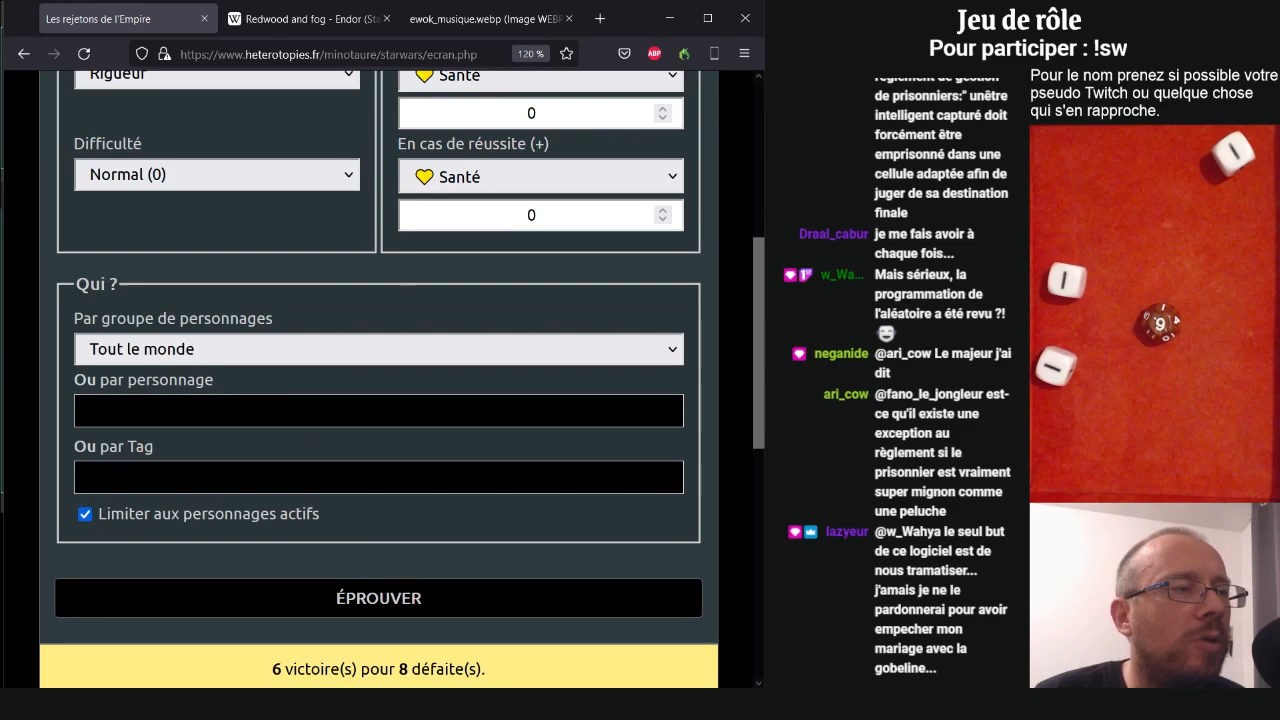 Les rejetons de l'Empire
Redwood and fog - Endor (Sta
ewok_musique.webp (Image WEBP
https://www.heterotopies.fr/minotaure/starwars/ecran.php
120 %
ABP
Rigueur
Santé
0
Difficulté
En cas de réussite (+)
Normal (0)
Santé
0
Qui ?
Par groupe de personnages
Tout le monde
Ou par personnage
Ou par Tag
Limiter aux personnages actifs
ÉPROUVER
6 victoire(s) pour 8 défaite(s).
règlement de gestion
de prisonniers:" unêtre
intelligent capturé doit
forcément être
emprisonné dans une
cellule adaptée afin de
juger de sa destination
finale
Draal_cabur je me fais avoir à
chaque fois...
w_Wa... Mais sérieux, la
programmation de
l'aléatoire a été revu ?!
neganide @ari_cow Le majeur j'ai
dit
ari_cow @fano_le_jongleur est-
ce qu'il existe une
exception au
règlement si le
prisonnier est vraiment
super mignon comme
une peluche
lazyeur @w_Wahya le seul but
de ce logiciel est de
nous tramatiser...
j'amais je ne le
pardonnerai pour avoir
empecher mon
mariage avec la
gobeline...
Jeu de rôle
Pour participer : !sw
Pour le nom prenez si possible votre
pseudo Twitch ou quelque chose
qui s'en rapproche.
9